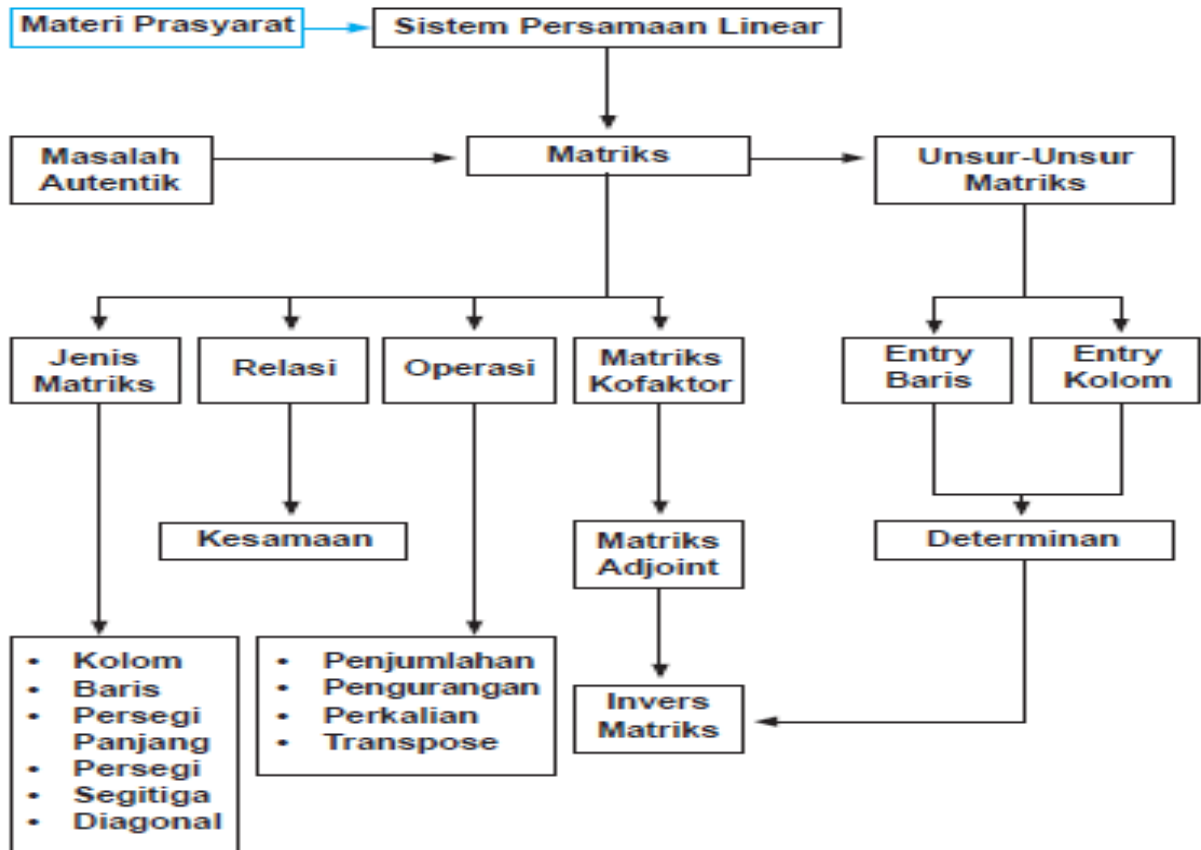 Materi Prasyarat
Sistem Persamaan Linear
Masalah
Autentik
Matriks
Unsur-Unsur
Matriks
Jenis
Matriks
Relasi
Operasi
Matriks
Kofaktor
Entry
Baris
Entry
Kolom
Kesamaan
Matriks
Adjoint
Determinan
• Kolom
• Baris
• Persegi
Panjang
• Persegi
• Segitiga
• Diagonal
• Penjumlahan
• Pengurangan
• Perkalian
• Transpose
Invers
Matriks